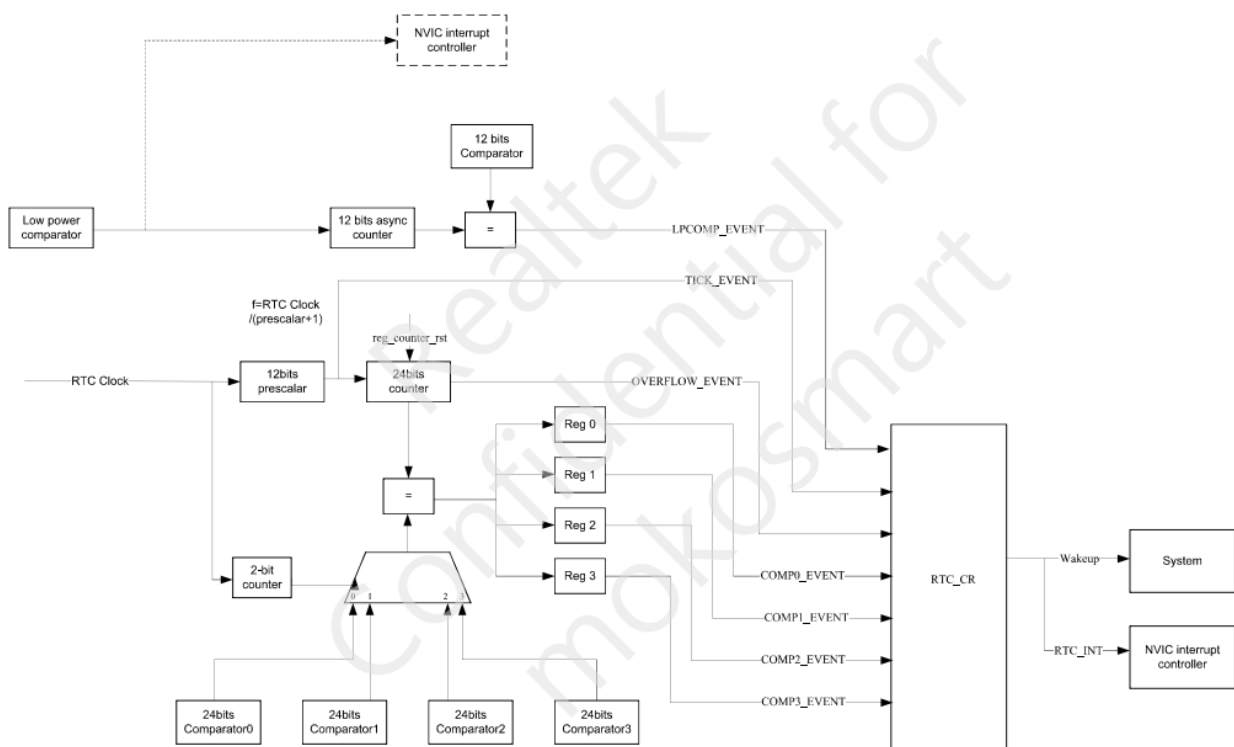 NVIC interrupt
controller
12 bits
Comparator
Low power
comparator
12 bits async
counter
=
LPCOMP_EVENT
TICK_EVENT
f=RTC Clock
/(prescalar+1)
reg_counter_rst
RTC Clock
12bits
prescalar
24bits
counter
OVERFLOW_EVENT
Reg 0
Reg 1
=
Reg 2
Reg 3
2-bit
counter
0
1
2
3
COMP0_EVENT
COMP1_EVENT
COMP2_EVENT
COMP3_EVENT
RTC_CR
Wakeup
System
RTC_INT
NVIC interrupt
controller
24bits
Comparator0
24bits
Comparator1
24bits
Comparator2
24bits
Comparator3
Realtek
Confidential for
mokosmart